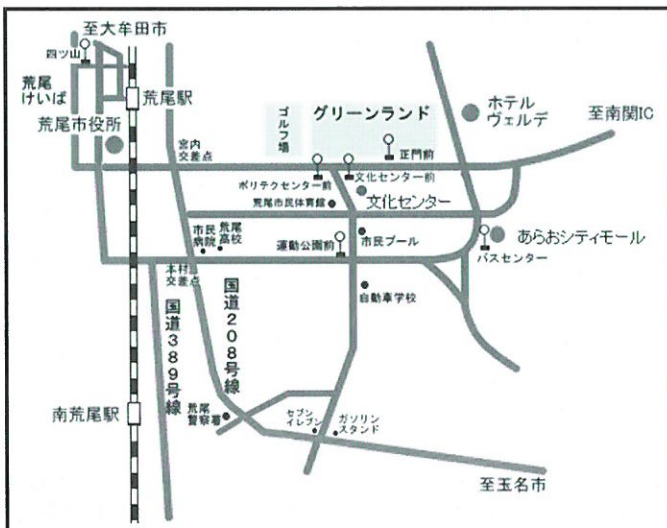 至大牟田市
四ツ山
荒尾
けいば
荒尾駅
荒尾市役所
宮内
交差点
ゴルフ場
グリーンランド
ホテル
ヴェルデ
至南関IC
正門前
ポリテクセンター前
文化センター前
荒尾市民体育館
文化センター
市民
病院
荒尾
高校
運動公園前
市民プール
あらおシティモール
バスセンター
本村
交差点
自動車学校
国道389号線
国道208号線
南荒尾駅
荒尾
警察署
セブン
イレブン
ガソリン
スタンド
至玉名市